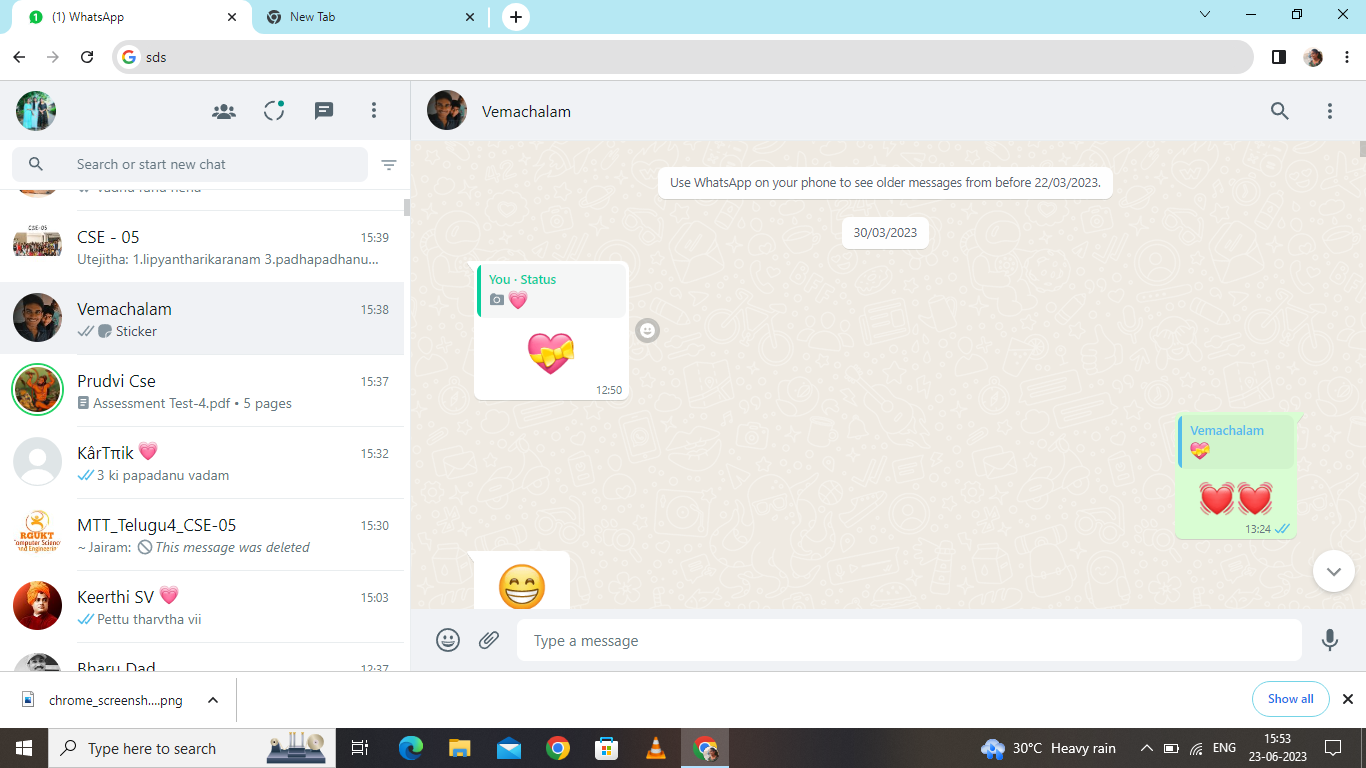 (1) WhatsApp
New Tab
sds
Vemachalam
Search or start new chat
CSE - 05
15:39
Utejitha: 1.lipyantharikaranam 3.padhapadhanu...
Vemachalam
15:38
Sticker
Prudvi Cse
15:37
Assessment Test-4.pdf • 5 pages
KârTπik 💗
15:32
3 ki papadanu vadam
MTT_Telugu4_CSE-05
15:30
~ Jairam: This message was deleted
Keerthi SV 💗
15:03
Pettu tharvtha vii
Bharu Dad
12:37
Use WhatsApp on your phone to see older messages from before 22/03/2023.
30/03/2023
You · Status
12:50
Vemachalam
13:24
Type a message
chrome_screensh....png
Show all
Type here to search
30°C Heavy rain
ENG
15:53
23-06-2023